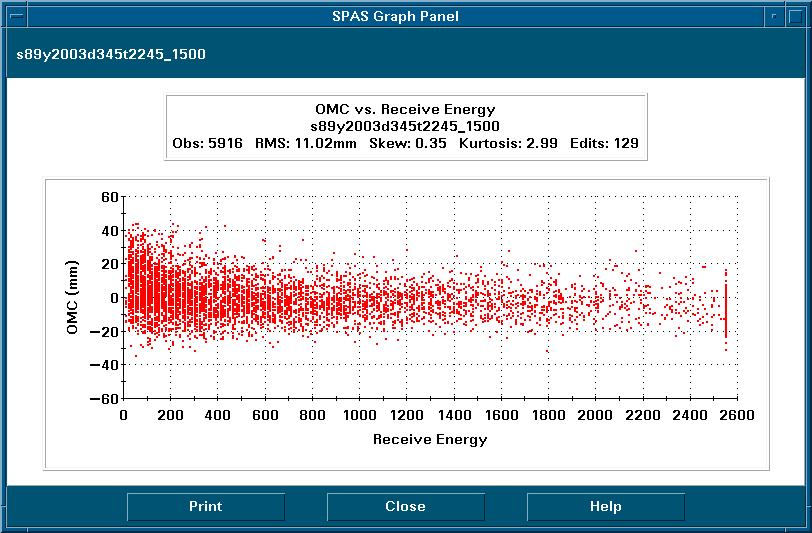 SPAS Graph Panel
s89y2003d345t2245_1500
OMC vs. Receive Energy
s89y2003d345t2245_1500
Obs: 5916 RMS: 11.02mm Skew: 0.35 Kurtosis: 2.99 Edits: 129
60
40
20
0
−20
−40
−60
OMC (mm)
0 200 400 600 800 1000 1200 1400 1600 1800 2000 2200 2400 2600
Receive Energy
Print Close Help